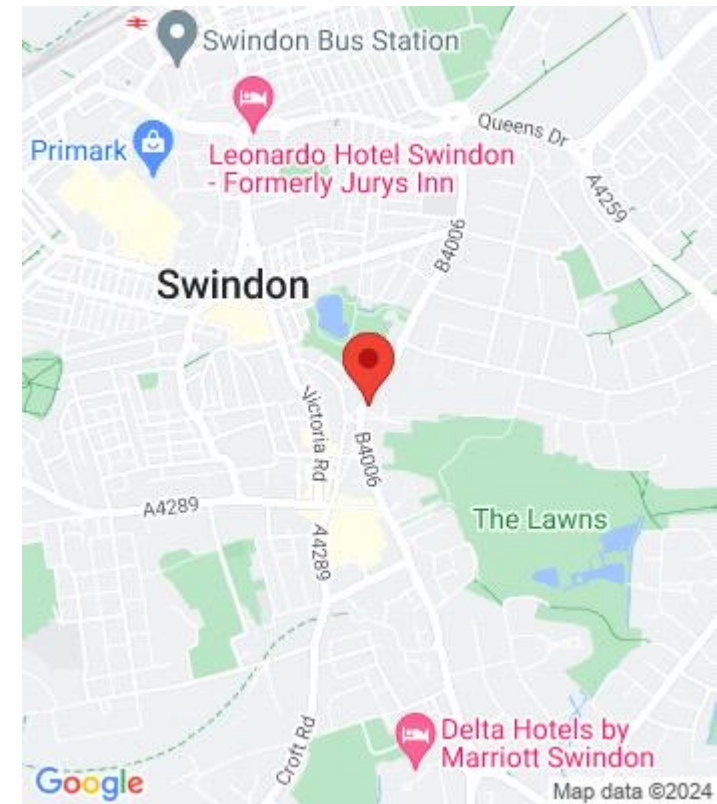 Swindon Bus Station
Queens Dr
Primark
Leonardo Hotel Swindon
- Formerly Jurys Inn
A4259
B4006
Swindon
Victoria Rd
B4006
A4289
The Lawns
A4289
Croft Rd
Delta Hotels by
Marriott Swindon
Google
Map data ©2024